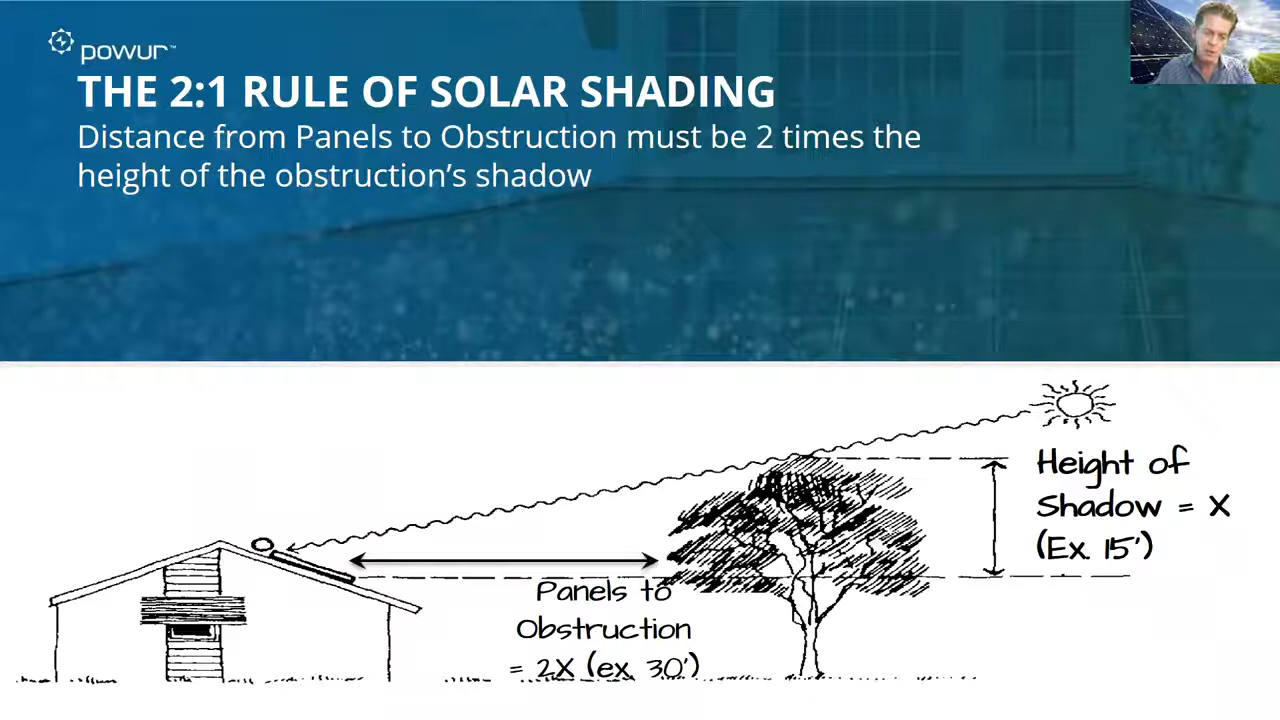 powur™
THE 2:1 RULE OF SOLAR SHADING
Distance from Panels to Obstruction must be 2 times the
height of the obstruction’s shadow
Height of
Shadow = X
(Ex. 15')
Panels to
Obstruction
= 2X (ex. 30')